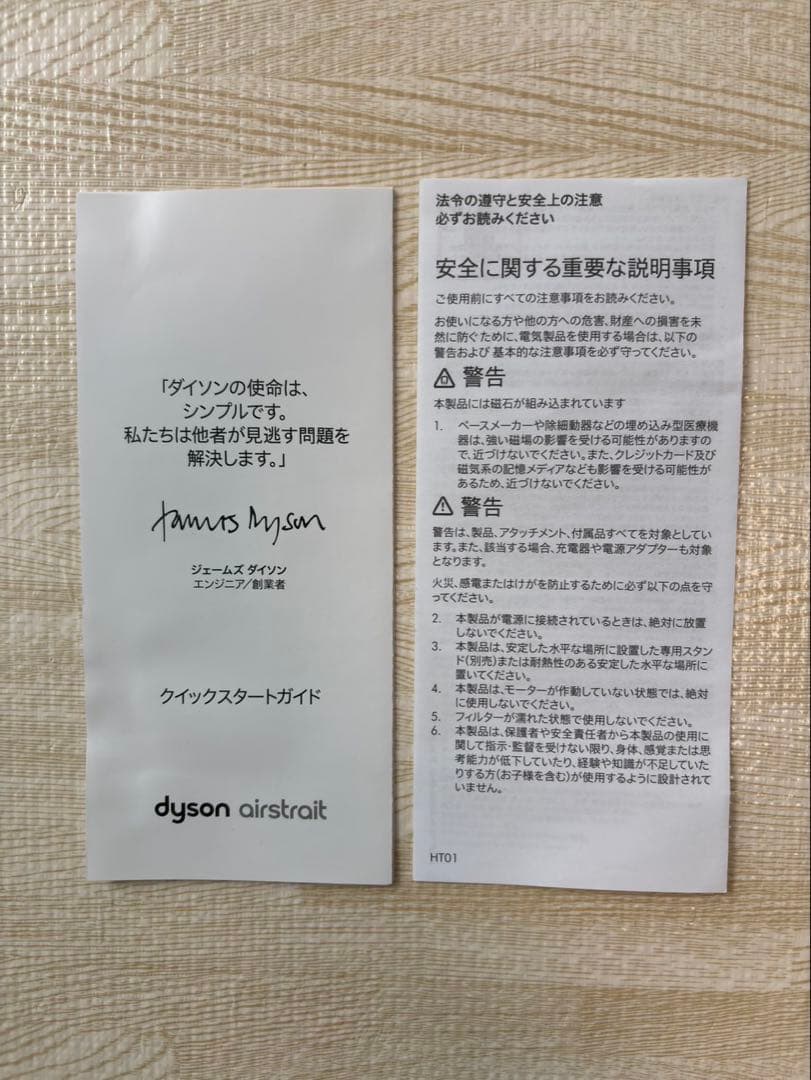 「ダイソンの使命は、
シンプルです。
私たちは他者が見逃す問題を
解決します。」
James Dyson
ジェームズ ダイソン
エンジニア/創業者
クイックスタートガイド
dyson airstrait
法令の遵守と安全上の注意
必ずお読みください
安全に関する重要な説明事項
ご使用前にすべての注意事項をお読みください。
お使いになる方や他の方への危害、財産への損害を未
然に防ぐために、電気製品を使用する場合は、以下の
警告および 基本的な注意事項を必ず守ってください。
警告
本製品には磁石が組み込まれています
1. ペースメーカーや除細動器などの埋め込み型医療機
器は、強い磁場の影響を受ける可能性がありますの
で、近づけないでください。また、クレジットカード及び
磁気系の記憶メディアなども影響を受ける可能性が
あるため、近づけないでください。
警告
警告は、製品、アタッチメント、付属品すべてを対象としてい
ます。また、該当する場合、充電器や電源アダプターも対象
となります。
火災、感電またはけがを防止するために必ず以下の点を守
ってください。
2. 本製品が電源に接続されているときは、絶対に放置
しないでください。
3. 本製品は、安定した水平な場所に設置した専用スタン
ド(別売)または耐熱性のある安定した水平な場所に
置いてください。
4. 本製品は、モーターが作動していない状態では、絶対
に使用しないでください。
5. フィルターが濡れた状態で使用しないでください。
6. 本製品は、保護者や安全責任者から本製品の使用に
関して指示・監督を受けない限り、身体、感覚または思
考能力が低下していたり、経験や知識が不足していた
りする方(お子様を含む)が使用するように設計されて
いません。
HT01